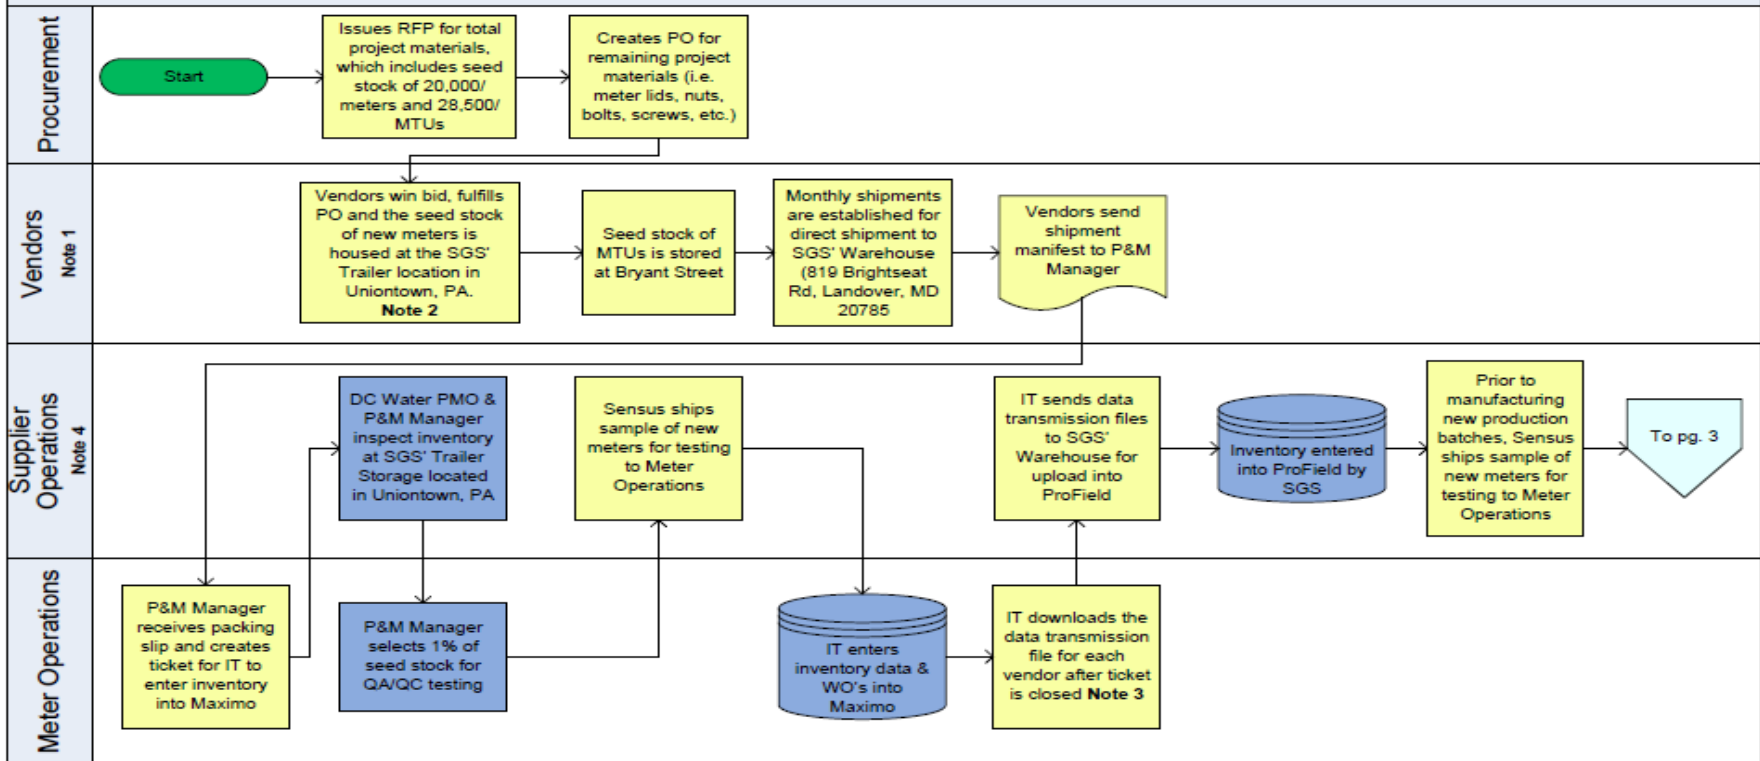 Procurement
Start
Issues RFP for total
project materials,
which includes seed
stock of 20,000/
meters and 28,500/
MTUs
Creates PO for
remaining project
materials (i.e.
meter lids, nuts,
bolts, screws, etc.)
Vendors
Note 1
Vendors win bid, fulfills
PO and the seed stock
of new meters is
housed at the SGS'
Trailer location in
Uniontown, PA.
Note 2
Seed stock of
MTUs is stored
at Bryant Street
Monthly shipments
are established for
direct shipment to
SGS' Warehouse
(819 Brightseat
Rd, Landover, MD
20785
Vendors send
shipment
manifest to P&M
Manager
Supplier
Operations
Note 4
DC Water PMO &
P&M Manager
inspect inventory
at SGS' Trailer
Storage located
in Uniontown, PA
Sensus ships
sample of new
meters for testing
to Meter
Operations
IT sends data
transmission files
to SGS'
Warehouse for
upload into
ProField
Inventory entered
into ProField by
SGS
Prior to
manufacturing
new production
batches, Sensus
ships sample of
new meters for
testing to Meter
Operations
To pg. 3
Meter Operations
P&M Manager
receives packing
slip and creates
ticket for IT to
enter inventory
into Maximo
P&M Manager
selects 1% of
seed stock for
QA/QC testing
IT enters
inventory data &
WO's into
Maximo
IT downloads the
data transmission
file for each
vendor after ticket
is closed Note 3